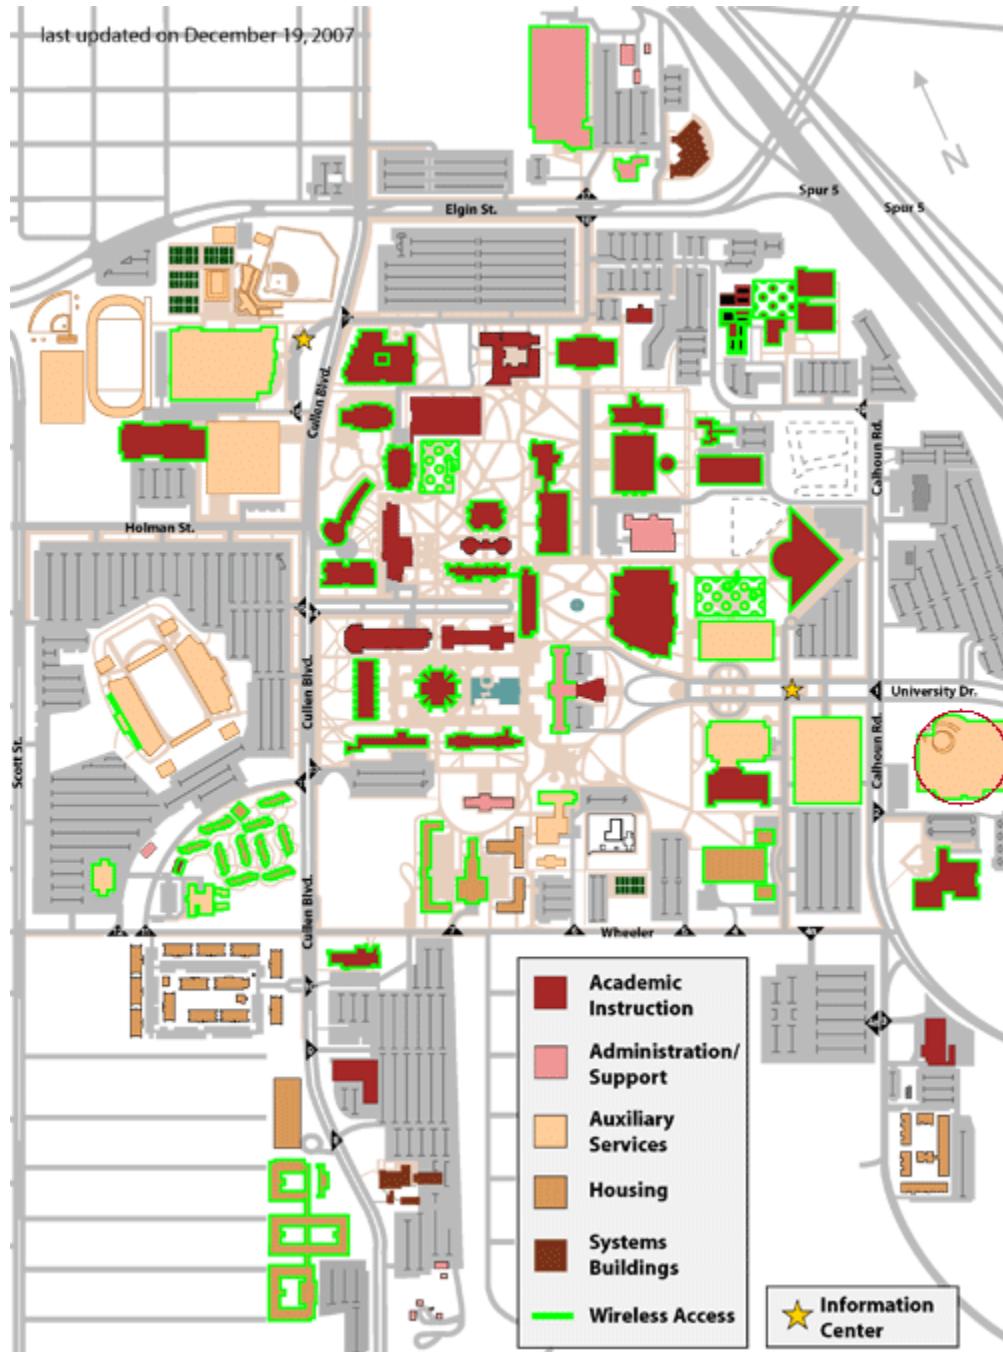 last updated on December 19, 2007
N
Spur 5
Spur 5
Elgin St.
Cullen Blvd.
Calhoun Rd.
Holman St.
Cullen Blvd.
University Dr.
Scott St.
Calhoun Rd.
Cullen Blvd.
Wheeler
Academic
Instruction
Administration/
Support
Auxiliary
Services
Housing
Systems
Buildings
Wireless Access
Information
Center